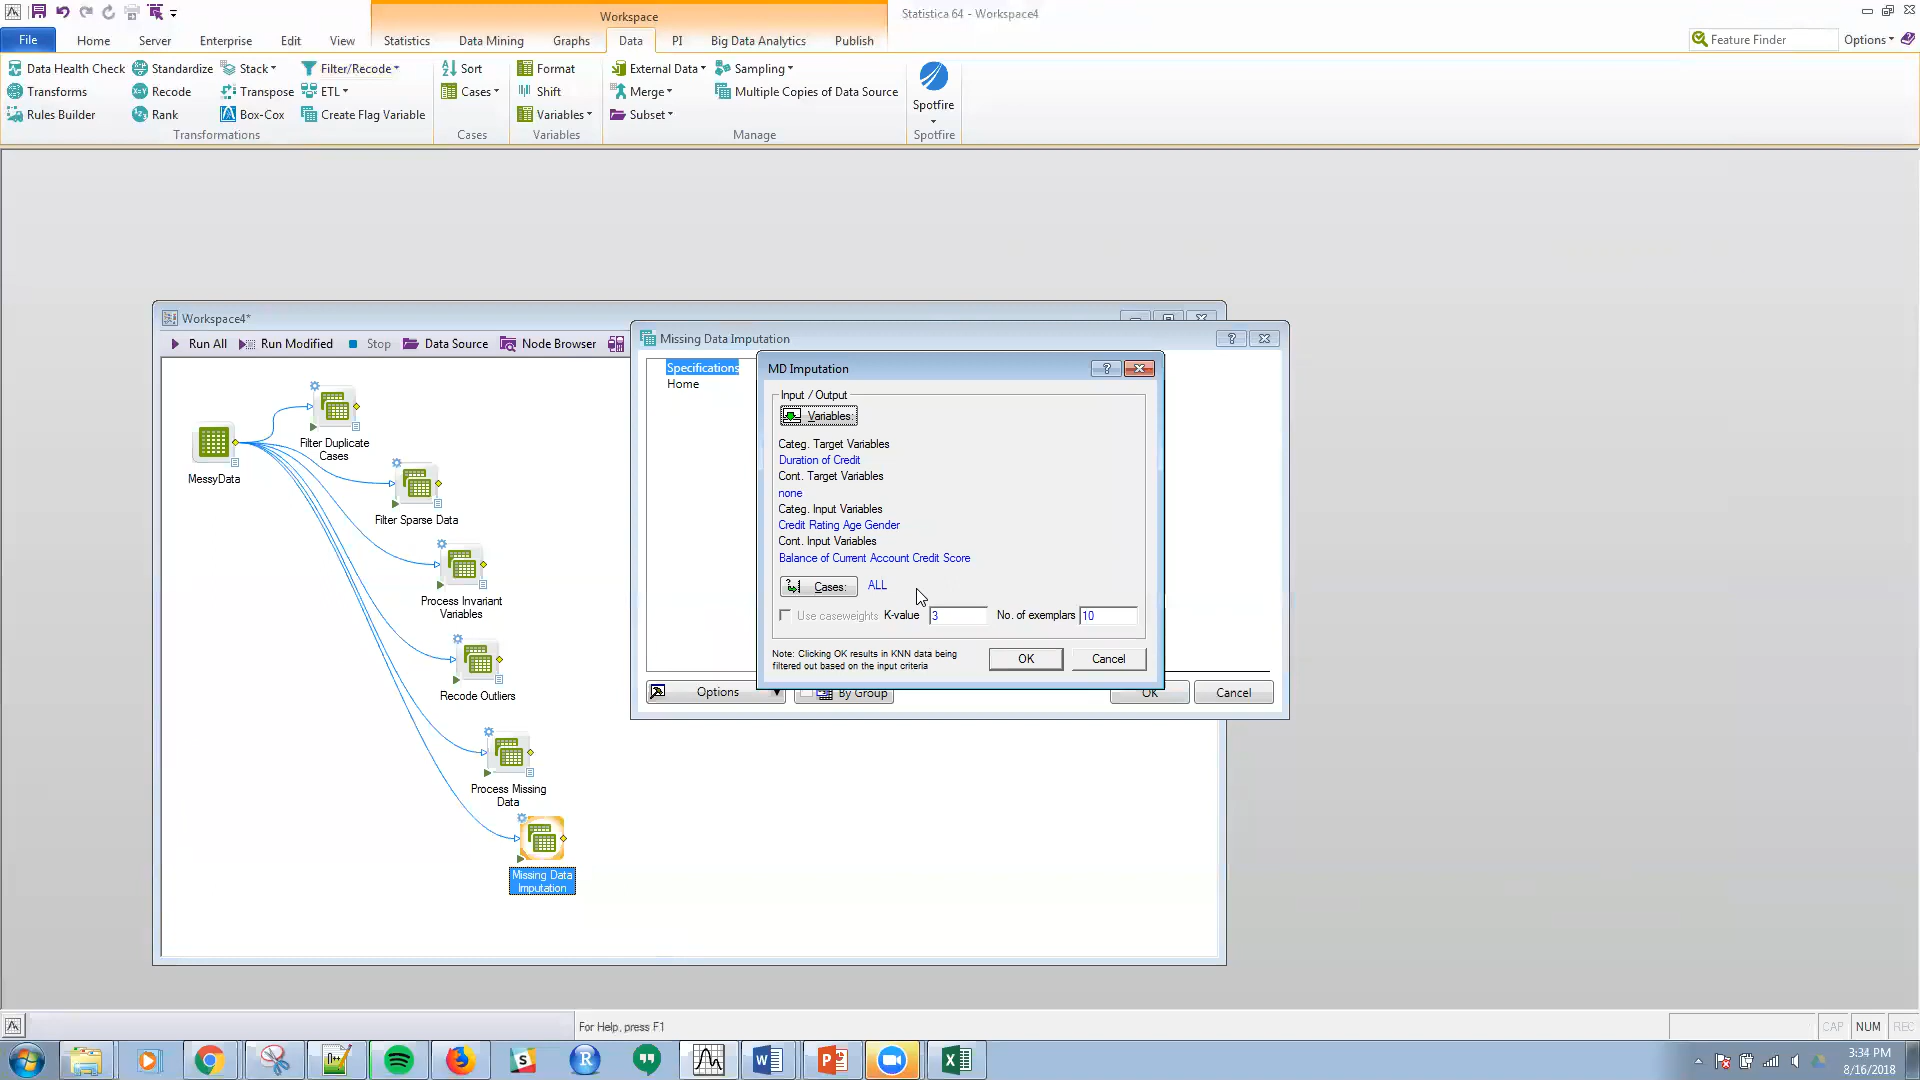 Workspace
Statistica 64 - Workspace4
File
Home
Server
Enterprise
Edit
View
Statistics
Data Mining
Graphs
Data
PI
Big Data Analytics
Publish
Feature Finder
Options
Data Health Check
Standardize
Stack
Filter/Recode
Sort
Format
External Data
Sampling
Transforms
Recode
Transpose
ETL
Cases
Shift
Merge
Multiple Copies of Data Source
Rules Builder
Rank
Box-Cox
Create Flag Variable
Variables
Subset
Spotfire
Transformations
Cases
Variables
Manage
Spotfire
Workspace4*
Run All
Run Modified
Stop
Data Source
Node Browser
MessyData
Filter Duplicate
Cases
Filter Sparse Data
Process Invariant
Variables
Recode Outliers
Process Missing
Data
Missing Data
Imputation
Missing Data Imputation
Specifications
Home
MD Imputation
Input / Output
Variables:
Categ. Target Variables
Duration of Credit
Cont. Target Variables
none
Categ. Input Variables
Credit Rating Age Gender
Cont. Input Variables
Balance of Current Account Credit Score
Cases:
ALL
Use caseweights
K-value
3
No. of exemplars
10
Note: Clicking OK results in KNN data being
filtered out based on the input criteria
OK
Cancel
Options
By Group
OK
Cancel
For Help, press F1
CAP
NUM
REC
3:34 PM
8/16/2018